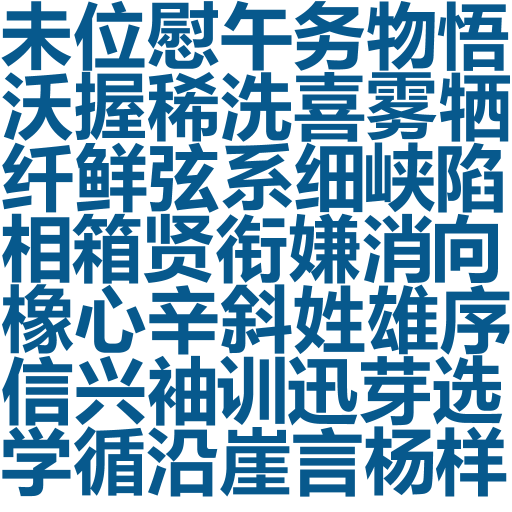 未位慰午务物悟
沃握稀洗喜雾牺
纤鲜弦系细峡陷
相箱贤衔嫌消向
橡心辛斜姓雄序
信兴袖训迅芽选
学循沿崖言杨样